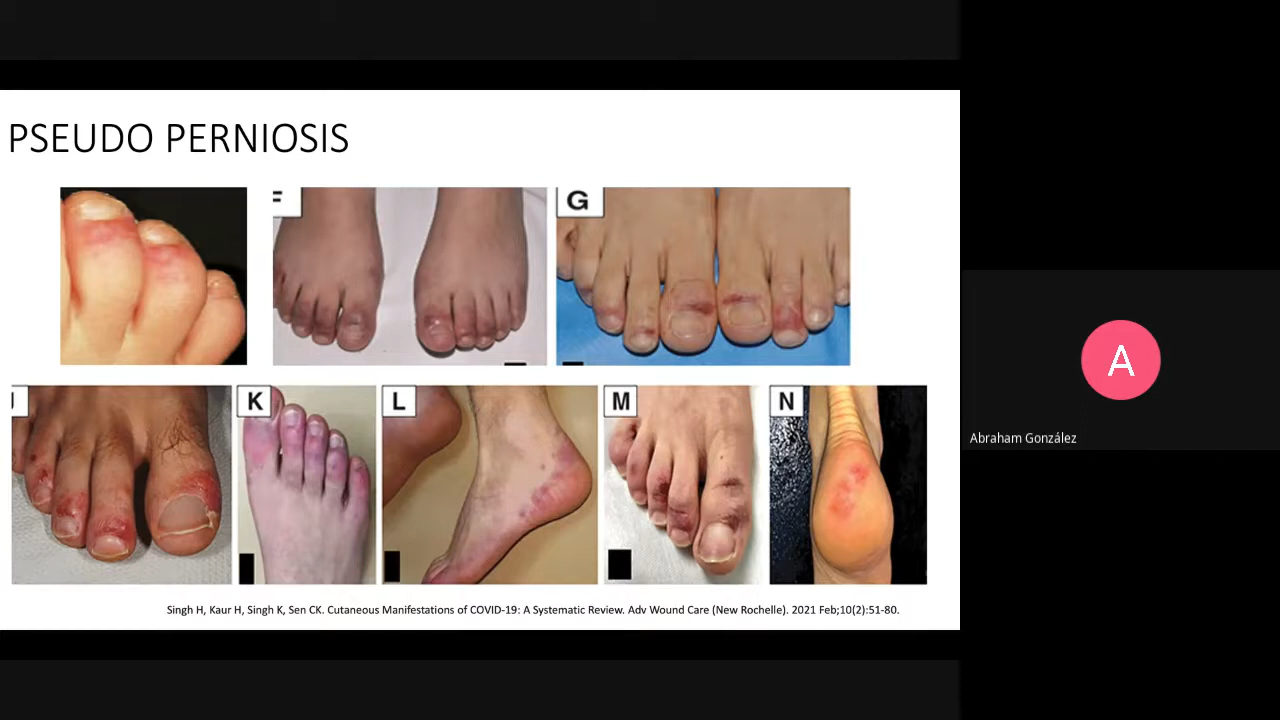 PSEUDO PERNIOSIS
G
K
L
M
N
Singh H, Kaur H, Singh K, Sen CK. Cutaneous Manifestations of COVID-19: A Systematic Review. Adv Wound Care (New Rochelle). 2021 Feb;10(2):51-80.
A
Abraham González